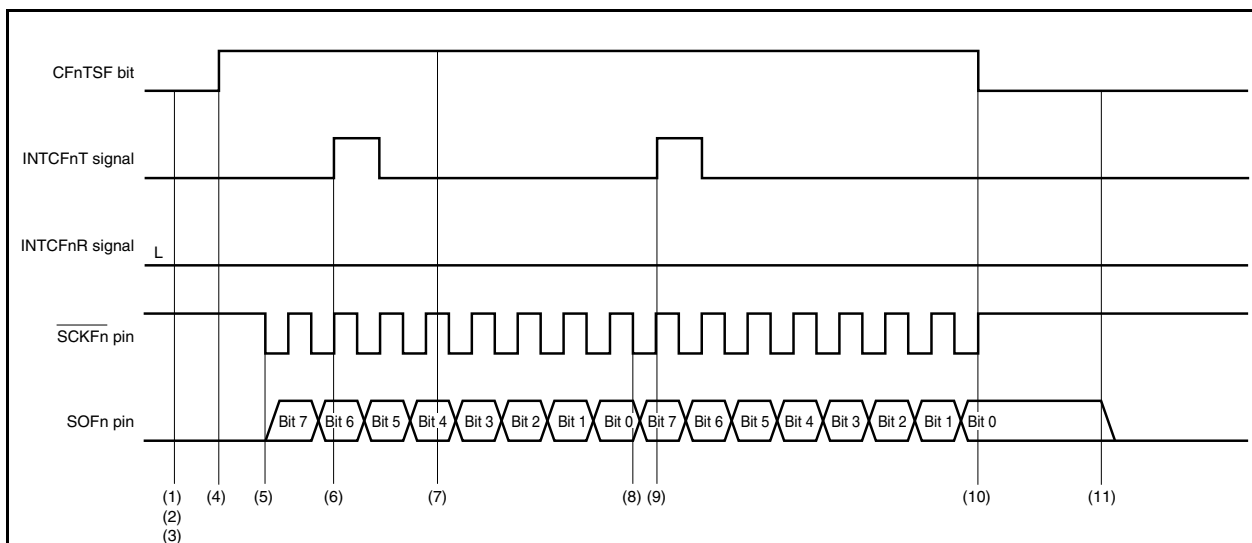 CFnTSF bit
INTCFnT signal
INTCFnR signal
L
SCKFn pin
SOFn pin
Bit 7 Bit 6 Bit 5 Bit 4 Bit 3 Bit 2 Bit 1 Bit 0 Bit 7 Bit 6 Bit 5 Bit 4 Bit 3 Bit 2 Bit 1 Bit 0
(1) (4) (5) (6) (7) (8) (9) (10) (11)
(2)
(3)